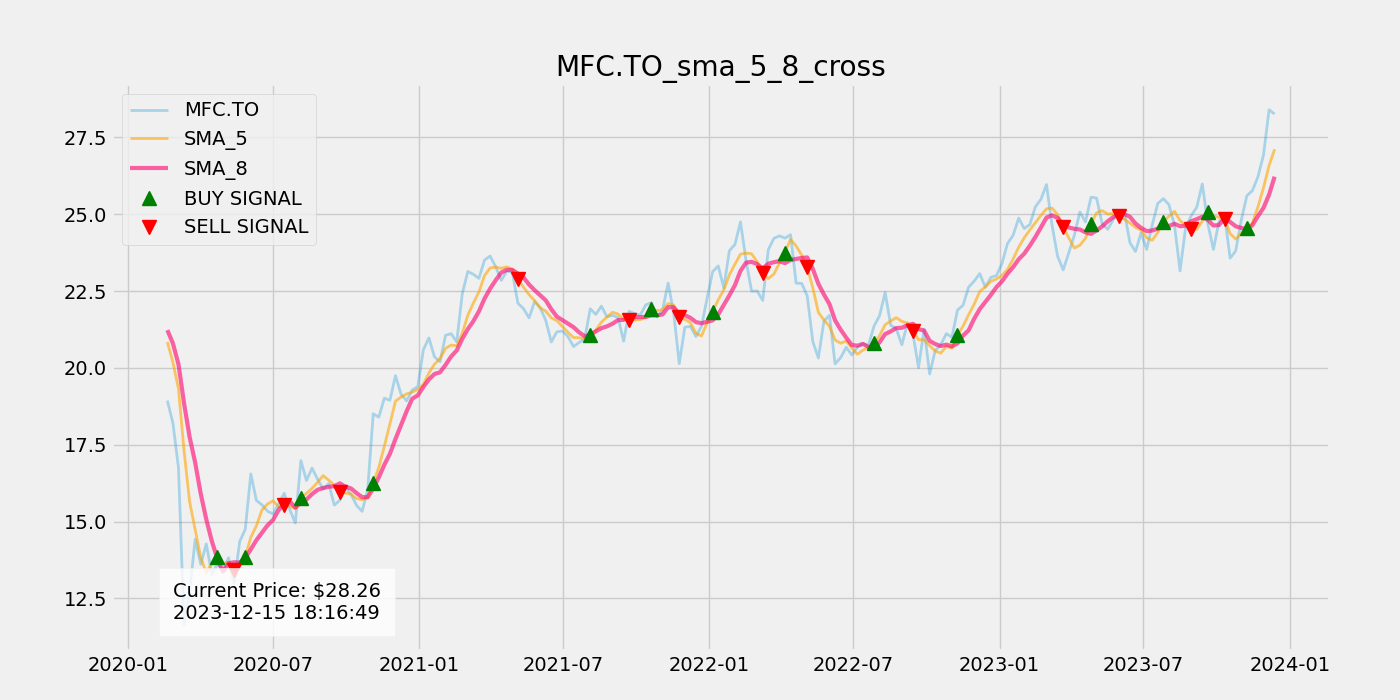 MFC.TO_sma_5_8_cross
MFC.TO
SMA_5
SMA_8
BUY SIGNAL
SELL SIGNAL
27.5
25.0
22.5
20.0
17.5
15.0
12.5
Current Price: $28.26
2023-12-15 18:16:49
2020-01 2020-07 2021-01 2021-07 2022-01 2022-07 2023-01 2023-07 2024-01